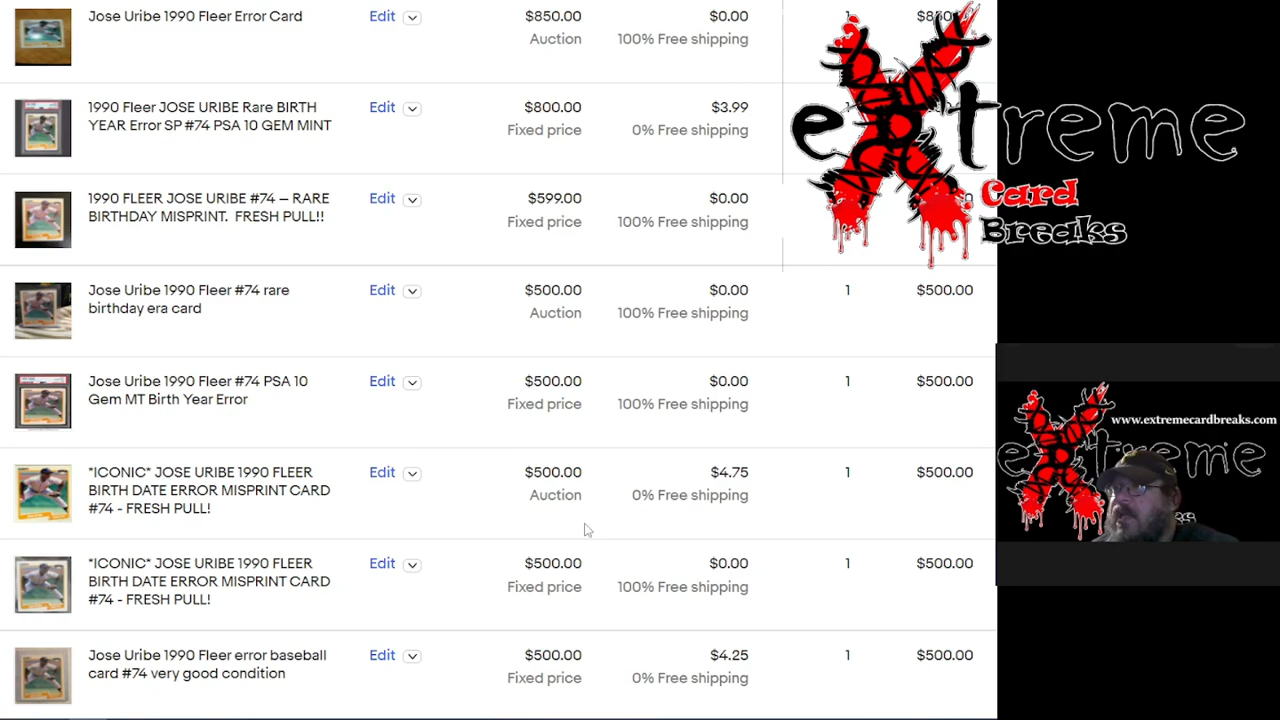 Jose Uribe 1990 Fleer Error Card
Edit
$850.00
$0.00
1
Auction
100% Free shipping
1990 Fleer JOSE URIBE Rare BIRTH
YEAR Error SP #74 PSA 10 GEM MINT
Edit
$800.00
$3.99
Fixed price
0% Free shipping
1990 FLEER JOSE URIBE #74 – RARE
BIRTHDAY MISPRINT. FRESH PULL!!
Edit
$599.00
$0.00
Fixed price
100% Free shipping
eXtreme
Card
Breaks
Jose Uribe 1990 Fleer #74 rare
birthday era card
Edit
$500.00
$0.00
1
$500.00
Auction
100% Free shipping
Jose Uribe 1990 Fleer #74 PSA 10
Gem MT Birth Year Error
Edit
$500.00
$0.00
1
$500.00
Fixed price
100% Free shipping
www.extremecardbreaks.com
eXtreme
*ICONIC* JOSE URIBE 1990 FLEER
BIRTH DATE ERROR MISPRINT CARD
#74 - FRESH PULL!
Edit
$500.00
$4.75
1
$500.00
Auction
0% Free shipping
*ICONIC* JOSE URIBE 1990 FLEER
BIRTH DATE ERROR MISPRINT CARD
#74 - FRESH PULL!
Edit
$500.00
$0.00
1
$500.00
Fixed price
100% Free shipping
Jose Uribe 1990 Fleer error baseball
card #74 very good condition
Edit
$500.00
$4.25
1
$500.00
Fixed price
0% Free shipping